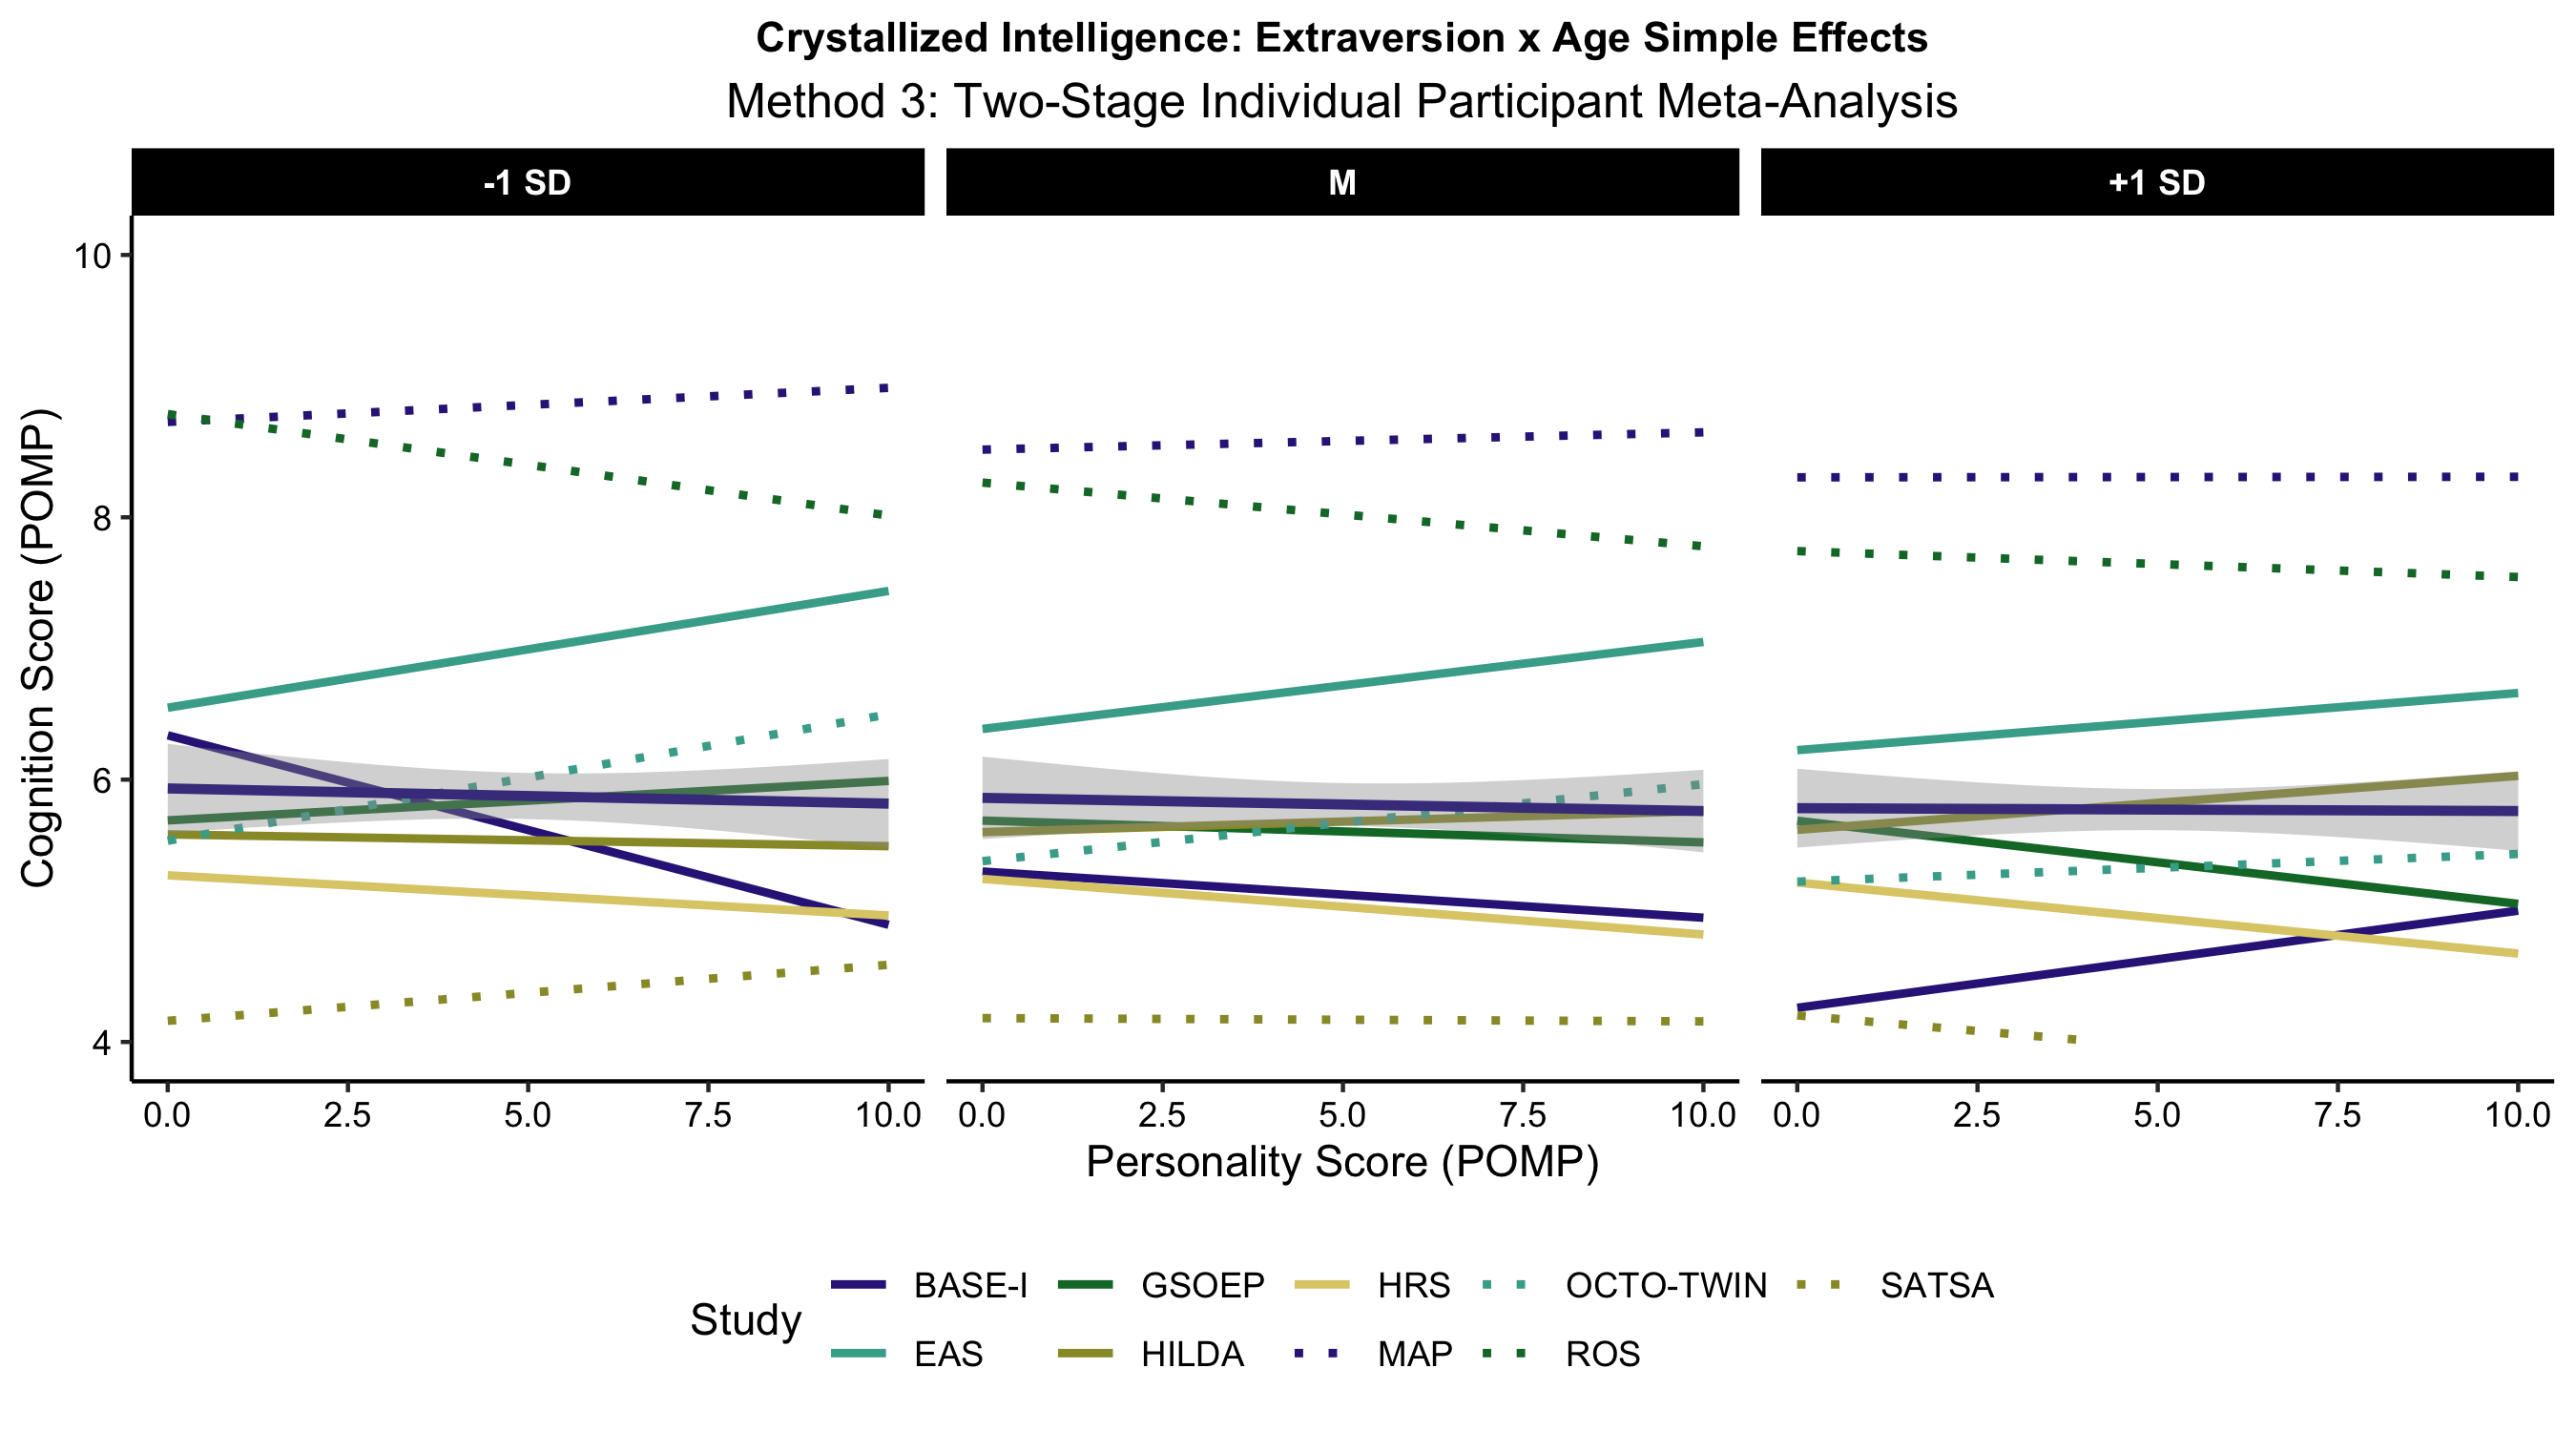 Crystallized Intelligence: Extraversion x Age Simple Effects
Method 3: Two-Stage Individual Participant Meta-Analysis
-1 SD M +1 SD
Cognition Score (POMP)
10
8
6
4
0.0 2.5 5.0 7.5 10.0 0.0 2.5 5.0 7.5 10.0 0.0 2.5 5.0 7.5 10.0
Personality Score (POMP)
Study
BASE-I GSOEP HRS OCTO-TWIN SATSA
EAS HILDA MAP ROS